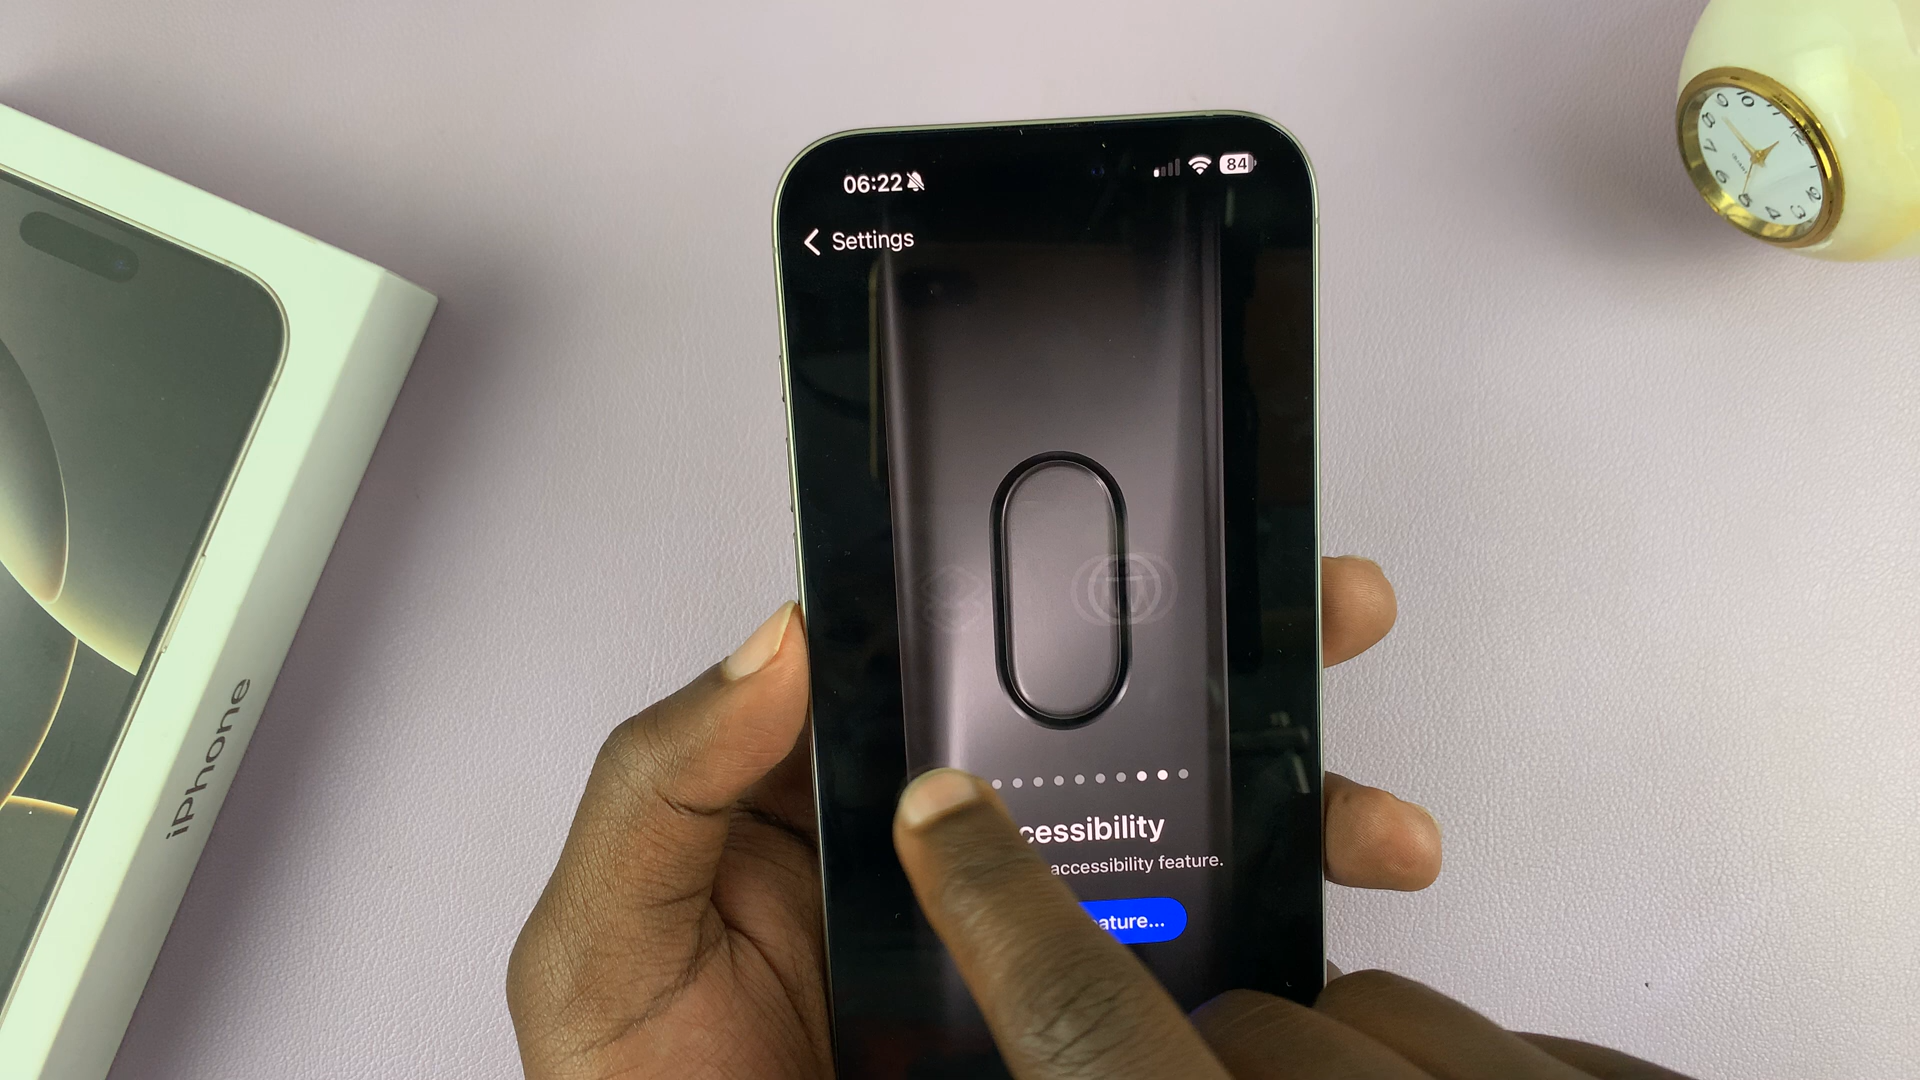 06:22
84
Settings
cessibility
accessibility feature.
ature...
iPhone